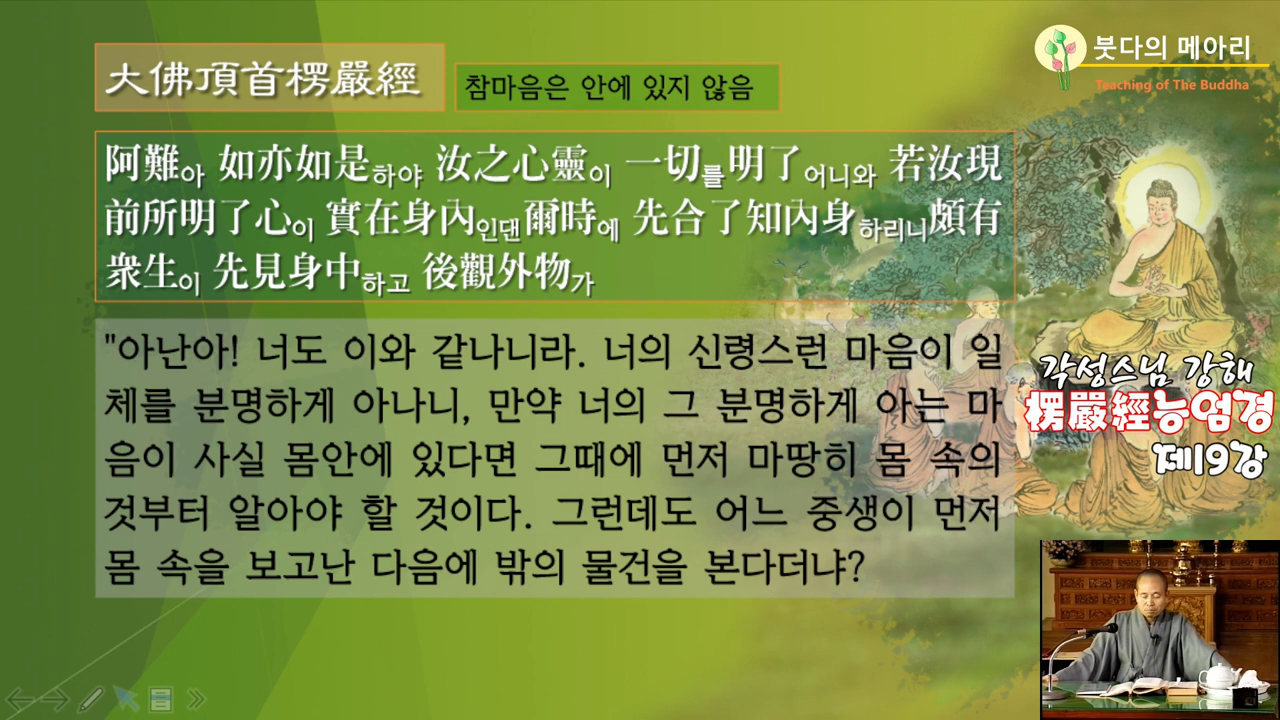 大佛頂首楞嚴經
참마음은 안에 있지 않음
붓다의 메아리
Teaching of The Buddha
阿難아 如亦如是하야 汝之心靈이 一切를明了어니와 若汝現
前所明了心이 實在身內인댄爾時에 先合了知內身하리니頗有
衆生이 先見身中하고 後觀外物가
"아난아! 너도 이와 같나니라. 너의 신령스런 마음이 일
체를 분명하게 아나니, 만약 너의 그 분명하게 아는 마
음이 사실 몸안에 있다면 그때에 먼저 마땅히 몸 속의
것부터 알아야 할 것이다. 그런데도 어느 중생이 먼저
몸 속을 보고난 다음에 밖의 물건을 본다더냐?
각성스님 강해
楞嚴經능엄경
제19강